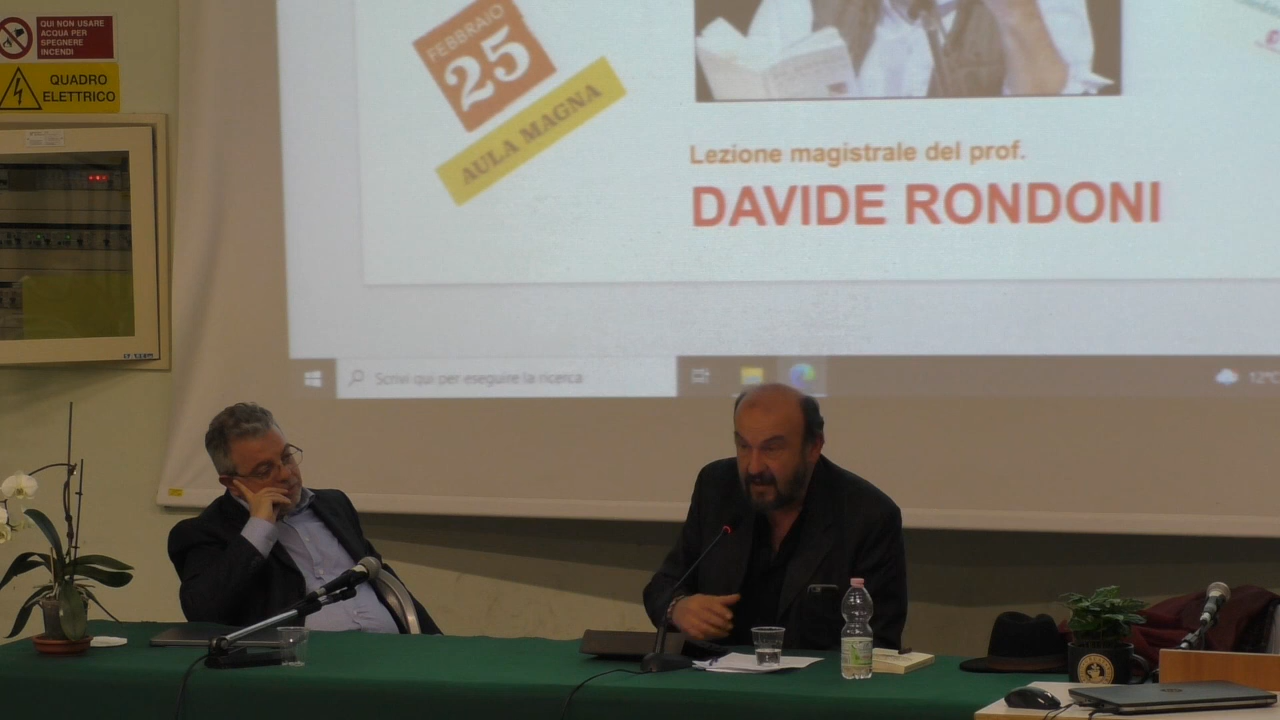 QUI NON USARE
ACQUA PER
SPEGNERE
INCENDI
QUADRO
ELETTRICO
FEBBRAIO
25
AULA MAGNA
Lezione magistrale del prof.
DAVIDE RONDONI
Scrivi qui per eseguire la ricerca
12°C